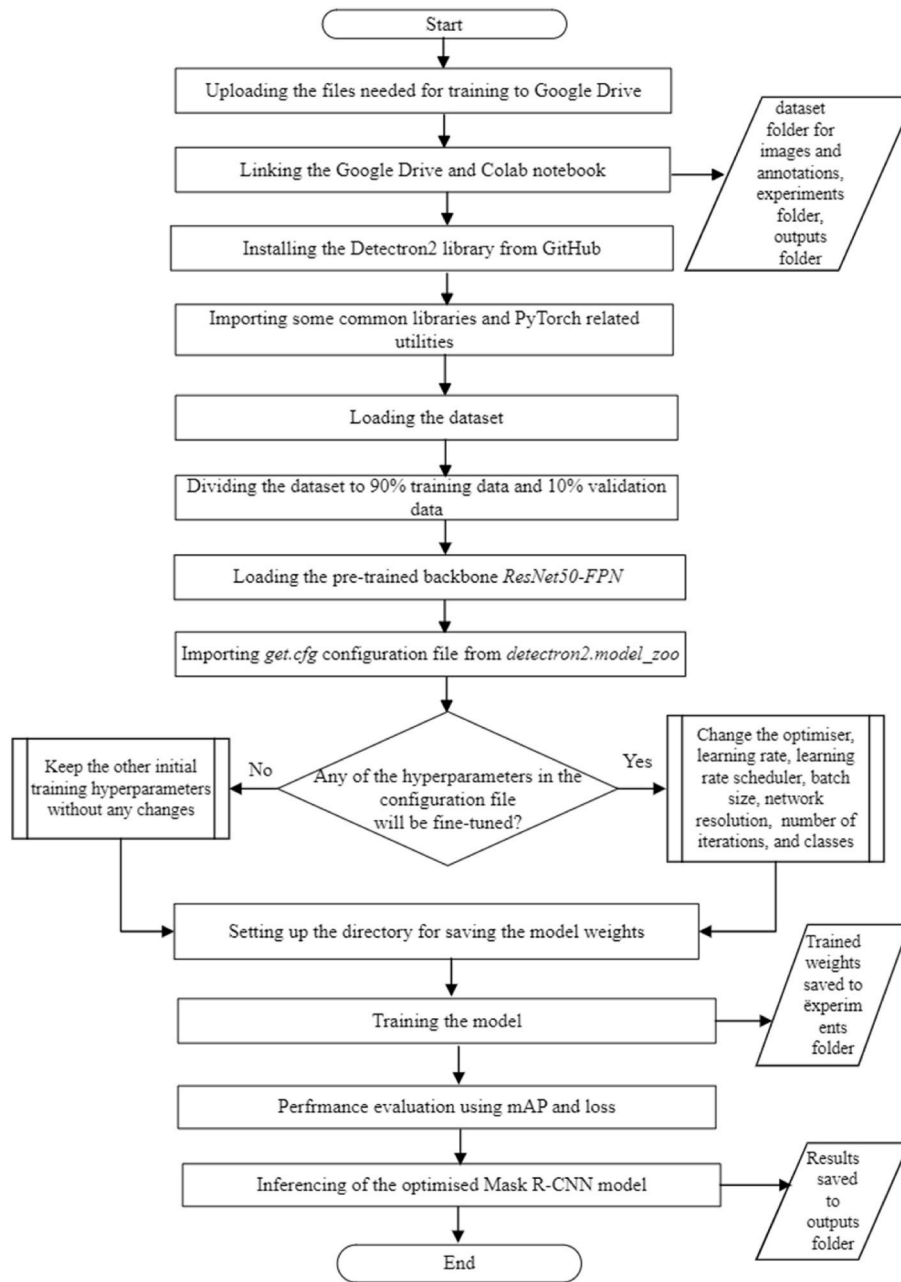 Start
Uploading the files needed for training to Google Drive
dataset
folder for
images and
annotations,
experiments
folder,
outputs
folder
Linking the Google Drive and Colab notebook
Installing the Detectron2 library from GitHub
Importing some common libraries and PyTorch related
utilities
Loading the dataset
Dividing the dataset to 90% training data and 10% validation
data
Loading the pre-trained backbone ResNet50-FPN
Importing get.cfg configuration file from detectron2.model_zoo
Any of the hyperparameters in the
configuration file
will be fine-tuned?
No
Keep the other initial
training hyperparameters
without any changes
Yes
Change the optimiser,
learning rate, learning
rate scheduler, batch
size, network
resolution, number of
iterations, and classes
Setting up the directory for saving the model weights
Training the model
Trained
weights
saved to
ëxperim
ents
folder
Perfrmance evaluation using mAP and loss
Inferencing of the optimised Mask R-CNN model
Results
saved
to
outputs
folder
End